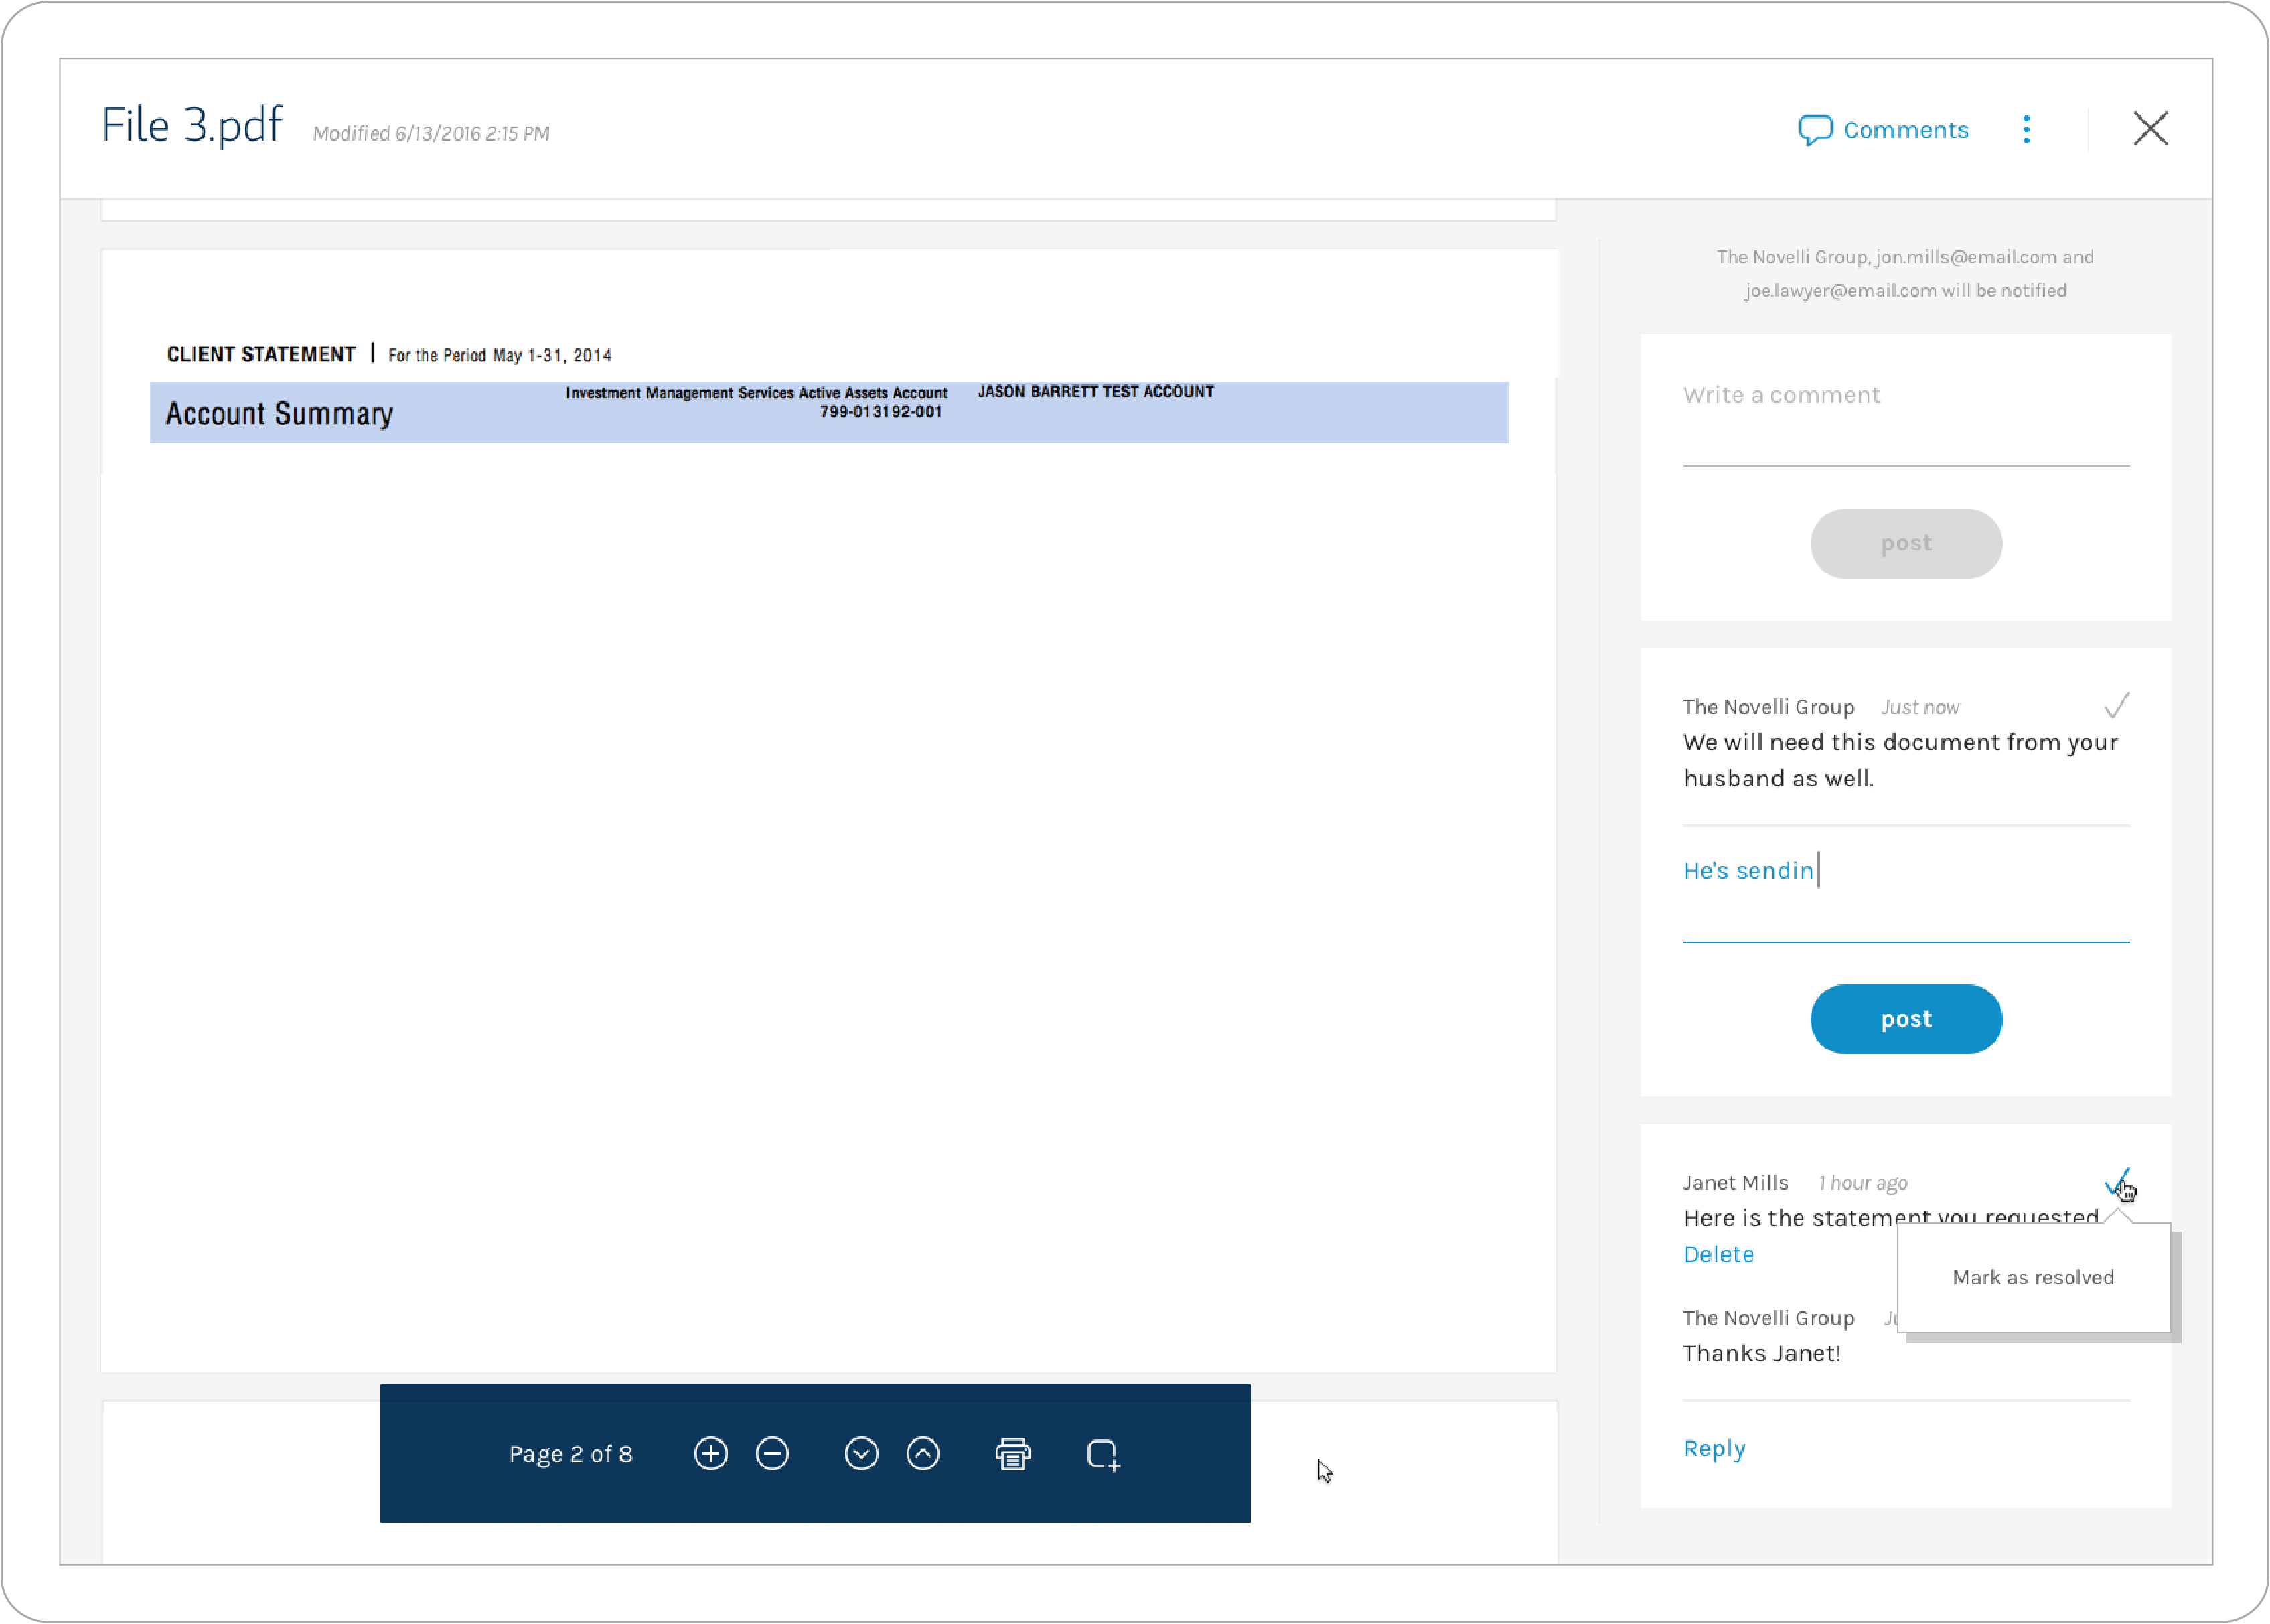 File 3.pdf Modified 6/13/2016 2:15 PM
Comments
CLIENT STATEMENT | For the Period May 1-31, 2014
Account Summary
Investment Management Services Active Assets Account
799-013192-001
JASON BARRETT TEST ACCOUNT
Page 2 of 8
The Novelli Group, jon.mills@email.com and
joe.lawyer@email.com will be notified
Write a comment
post
The Novelli Group Just now
We will need this document from your
husband as well.
He's sendin
post
Janet Mills 1 hour ago
Here is the statement you requested
Delete
Mark as resolved
The Novelli Group
Thanks Janet!
Reply